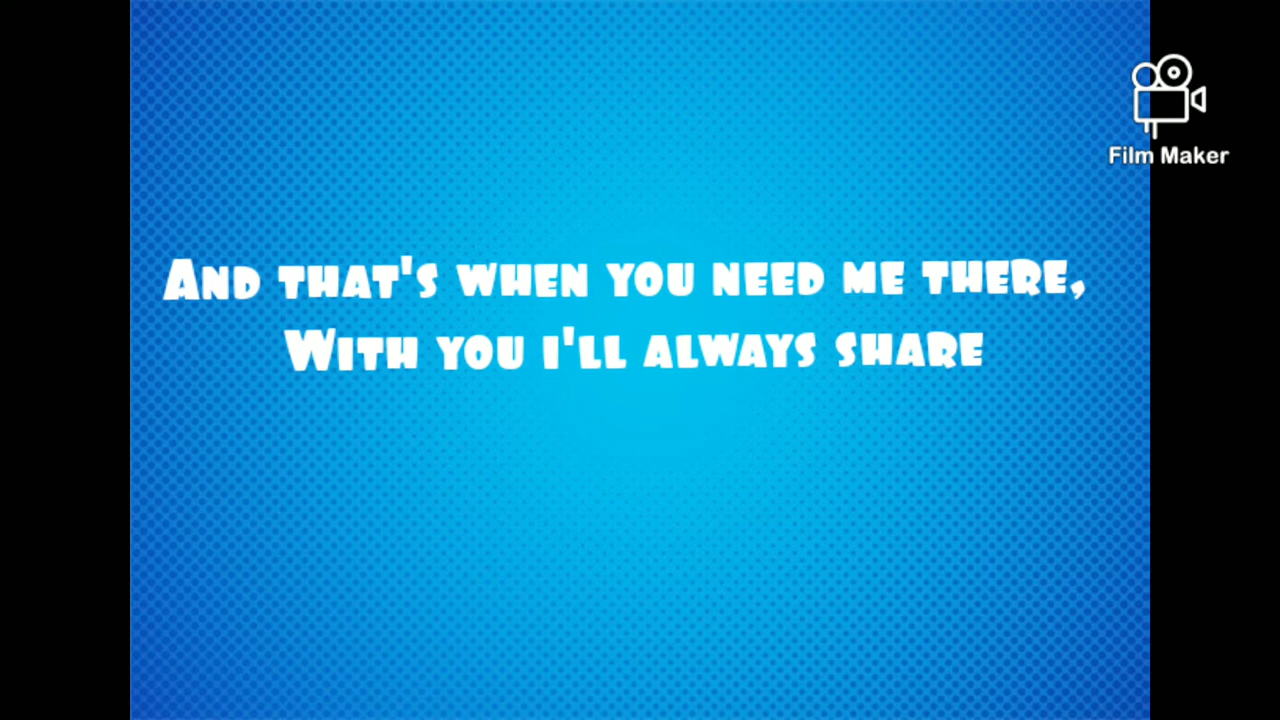 Film Maker
And that's when you need me there,
With you I'll always share